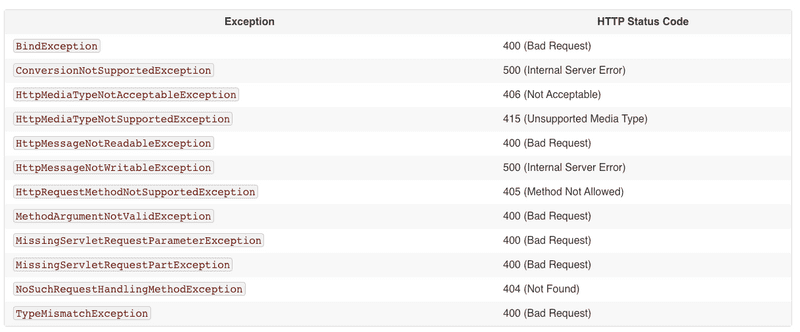 Exception HTTP Status Code
BindException 400 (Bad Request)
ConversionNotSupportedException 500 (Internal Server Error)
HttpMediaTypeNotAcceptableException 406 (Not Acceptable)
HttpMediaTypeNotSupportedException 415 (Unsupported Media Type)
HttpMessageNotReadableException 400 (Bad Request)
HttpMessageNotWritableException 500 (Internal Server Error)
HttpRequestMethodNotSupportedException 405 (Method Not Allowed)
MethodArgumentNotValidException 400 (Bad Request)
MissingServletRequestParameterException 400 (Bad Request)
MissingServletRequestPartException 400 (Bad Request)
NoSuchRequestHandlingMethodException 404 (Not Found)
TypeMismatchException 400 (Bad Request)